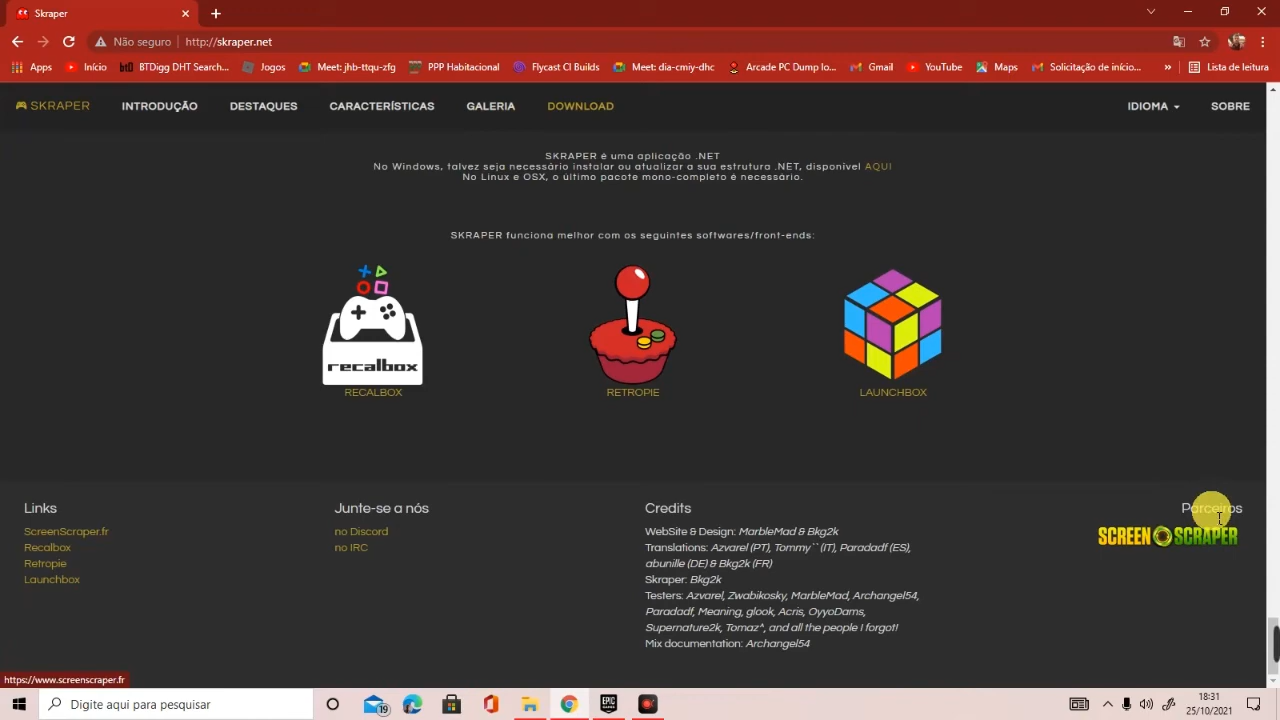 Skraper
Não seguro
http://skraper.net
Apps
Início
BTDigg DHT Search...
Jogos
Meet: jhb-ttqu-zfg
PPP Habitacional
Flycast CI Builds
Meet: dia-cmiy-dhc
Arcade PC Dump lo...
Gmail
YouTube
Maps
Solicitação de iníci...
»
Lista de leitura
SKRAPER
INTRODUÇÃO
DESTAQUES
CARACTERÍSTICAS
GALERIA
DOWNLOAD
IDIOMA
SOBRE
SKRAPER é uma aplicação .NET
No Windows, talvez seja necessário instalar ou atualizar a sua estrutura .NET, disponível AQUI
No Linux e OSX, o último pacote mono-completo é necessário.
SKRAPER funciona melhor com os seguintes softwares/front-ends:
recalbox
RECALBOX
RETROPIE
LAUNCHBOX
Links
ScreenScraper.fr
Recalbox
Retropie
Launchbox
Junte-se a nós
no Discord
no IRC
Credits
WebSite & Design: MarbleMad & Bkg2k
Translations: Azvarel (PT), Tommy`` (IT), Paradadf (ES),
abunille (DE) & Bkg2k (FR)
Skraper: Bkg2k
Testers: Azvarel, Zwabikosky, MarbleMad, Archangel54,
Paradadf, Meaning, glook, Acris, OyyoDams,
Supernature2k, Tomaz^, and all the people I forgot!
Mix documentation: Archangel54
Parceiros
SCREEN SCRAPER
https://www.screenscraper.fr
Digite aqui para pesquisar
19
EPIC
GAMES
18:31
25/10/2021